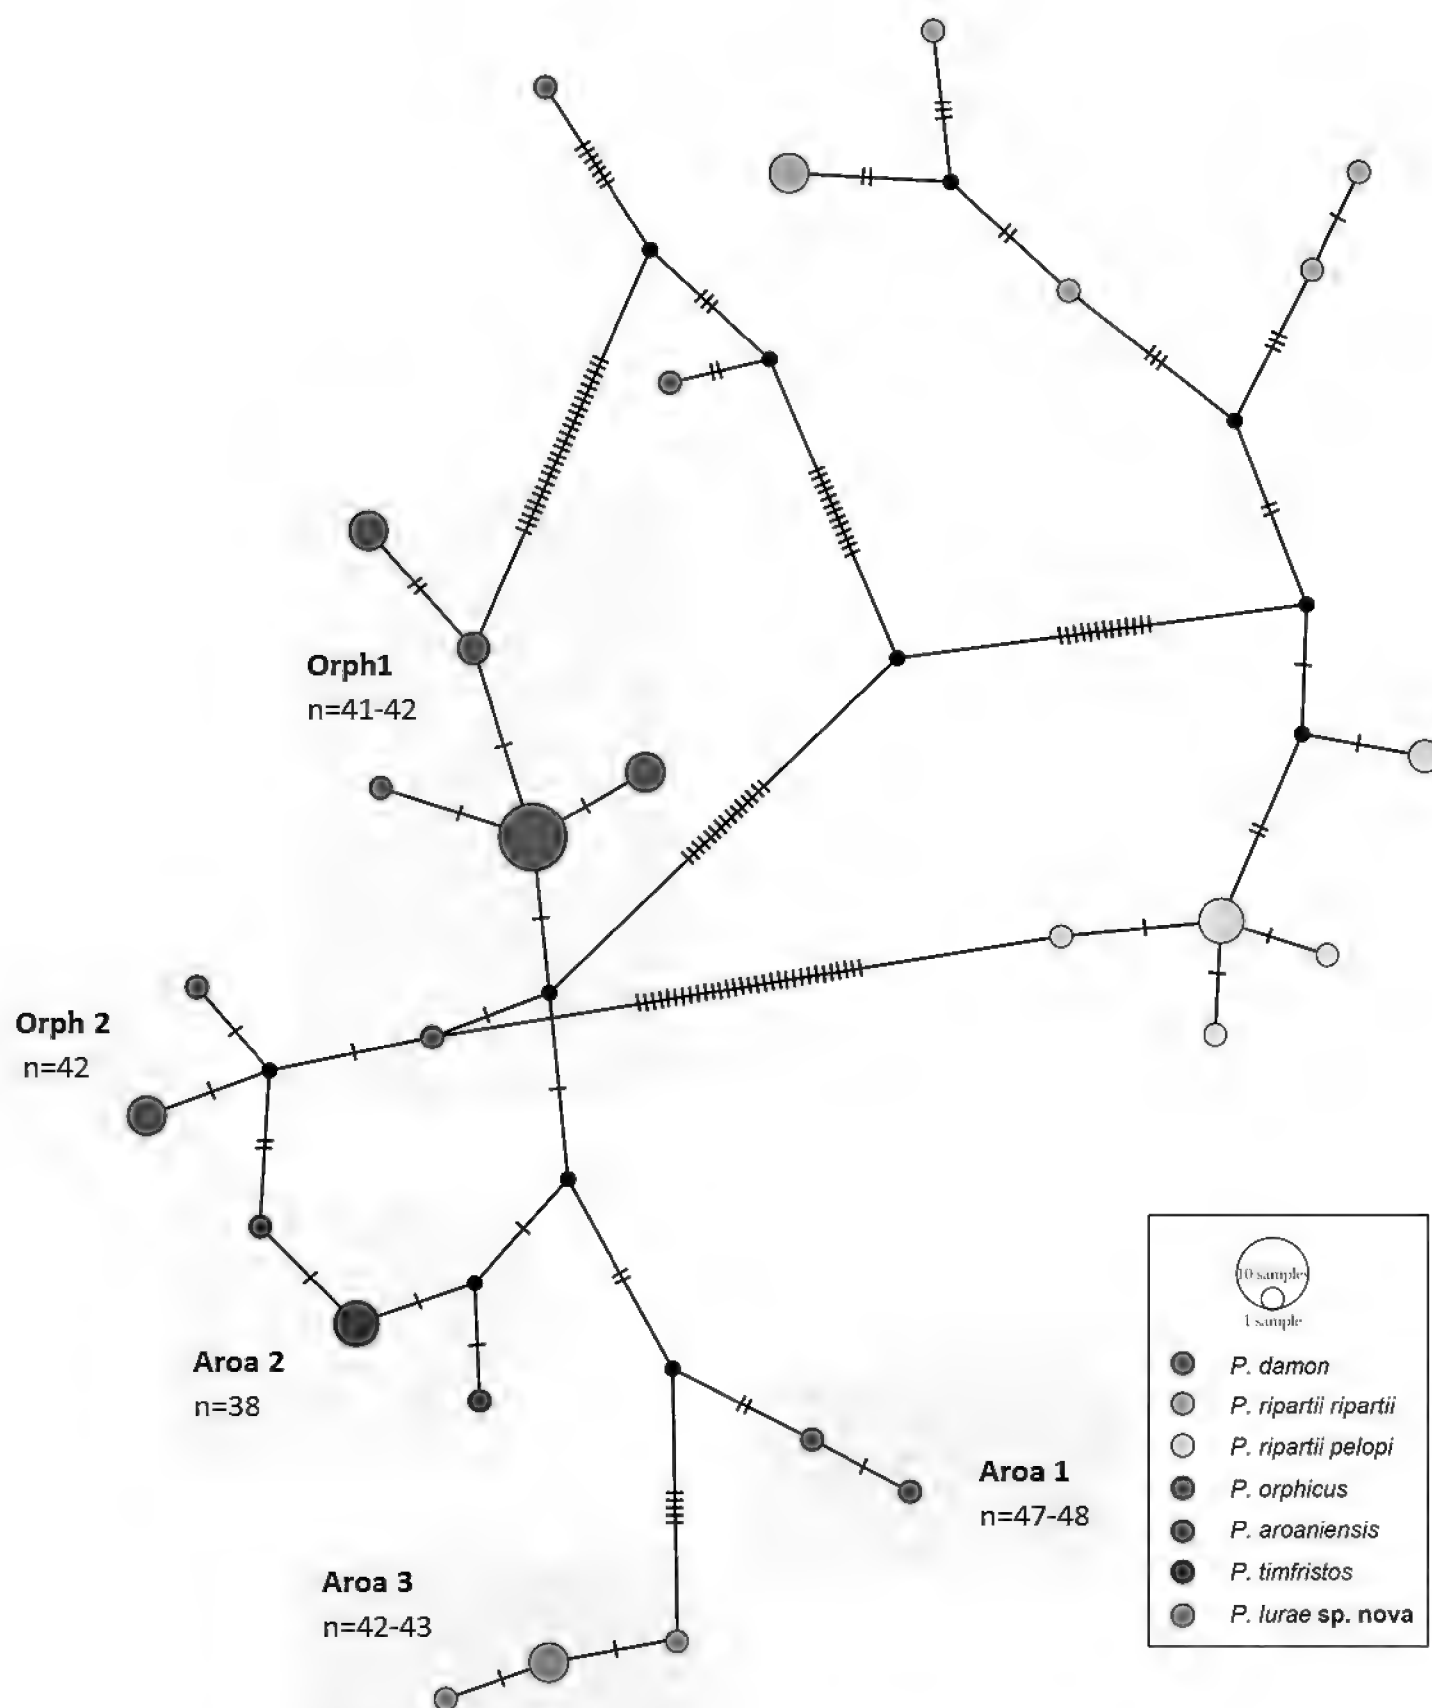 Orph1
n=41-42
Orph 2
n=42
Aroa 2
n=38
Aroa 1
n=47-48
Aroa 3
n=42-43
10 samples
1 sample
P. damon
P. ripartii ripartii
P. ripartii pelopi
P. orphicus
P. aroaniensis
P. timfristos
P. lurae sp. nova